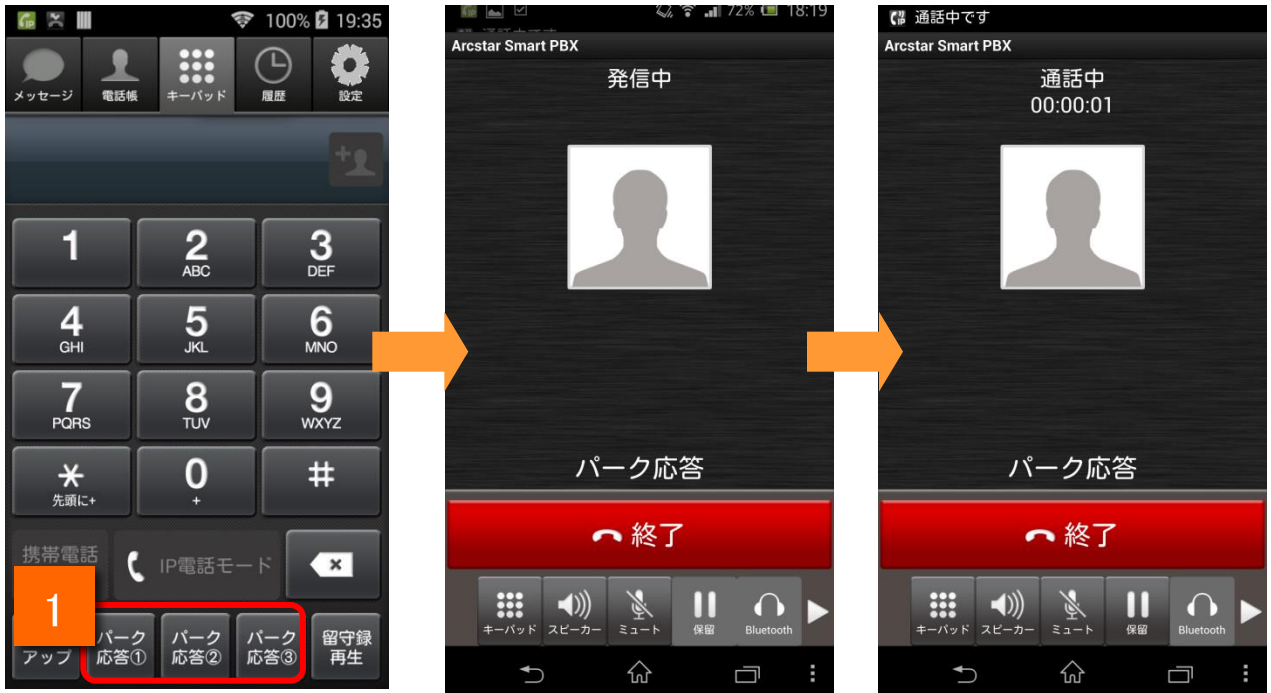 100% 19:35
メッセージ
電話帳
キーパッド
履歴
設定
1
2
ABC
3
DEF
4
GHI
5
JKL
6
MNO
7
PQRS
8
TUV
9
WXYZ
*
先頭に+
0
+
#
携帯電話
IP電話モード
1
アップ
パーク
応答①
パーク
応答②
パーク
応答③
留守録
再生
72% 18:19
Arcstar Smart PBX
発信中
パーク応答
終了
キーパッド
スピーカー
ミュート
保留
Bluetooth
通話中です
Arcstar Smart PBX
通話中
00:00:01
パーク応答
終了
キーパッド
スピーカー
ミュート
保留
Bluetooth